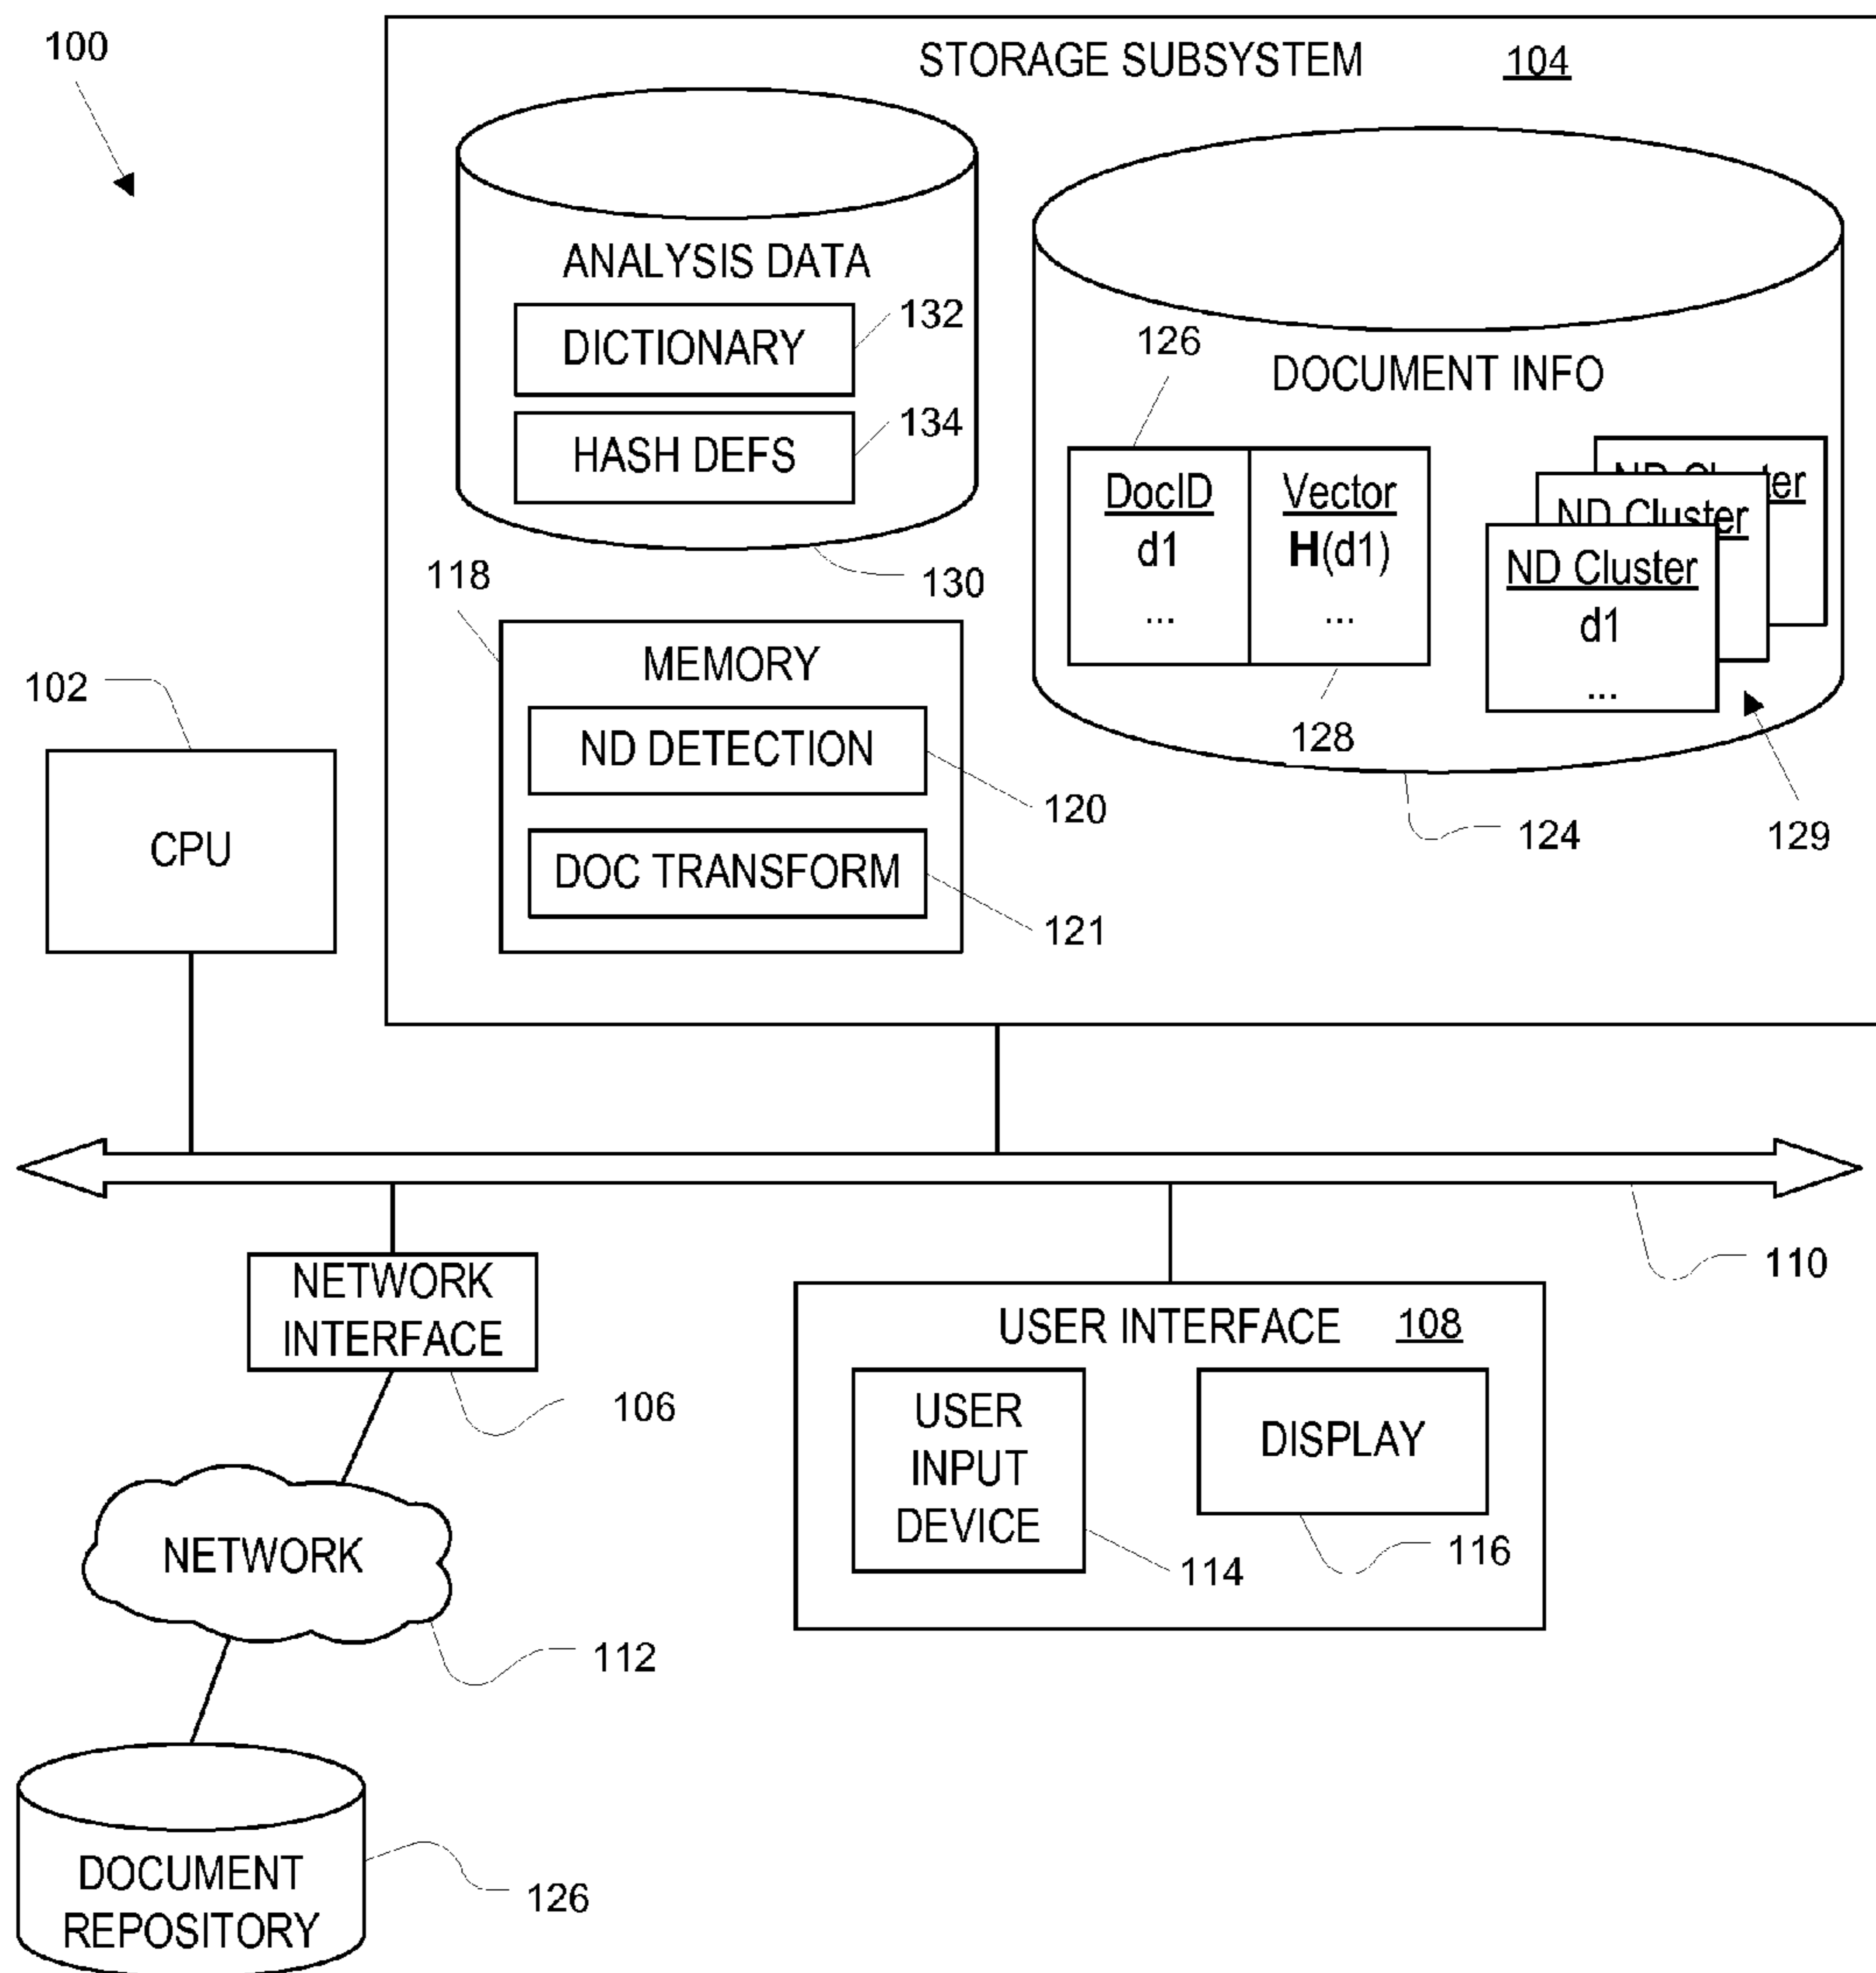 100
STORAGE SUBSYSTEM 104
ANALYSIS DATA
DICTIONARY
132
HASH DEFS
134
130
DOCUMENT INFO
126
DocID
d1
...
Vector
H(d1)
...
128
ND Cluster
ND Cluster
ND Cluster
d1
...
129
124
118
MEMORY
ND DETECTION
120
DOC TRANSFORM
121
102
CPU
110
NETWORK
INTERFACE
106
USER INTERFACE 108
USER
INPUT
DEVICE
114
DISPLAY
116
NETWORK
112
DOCUMENT
REPOSITORY
126